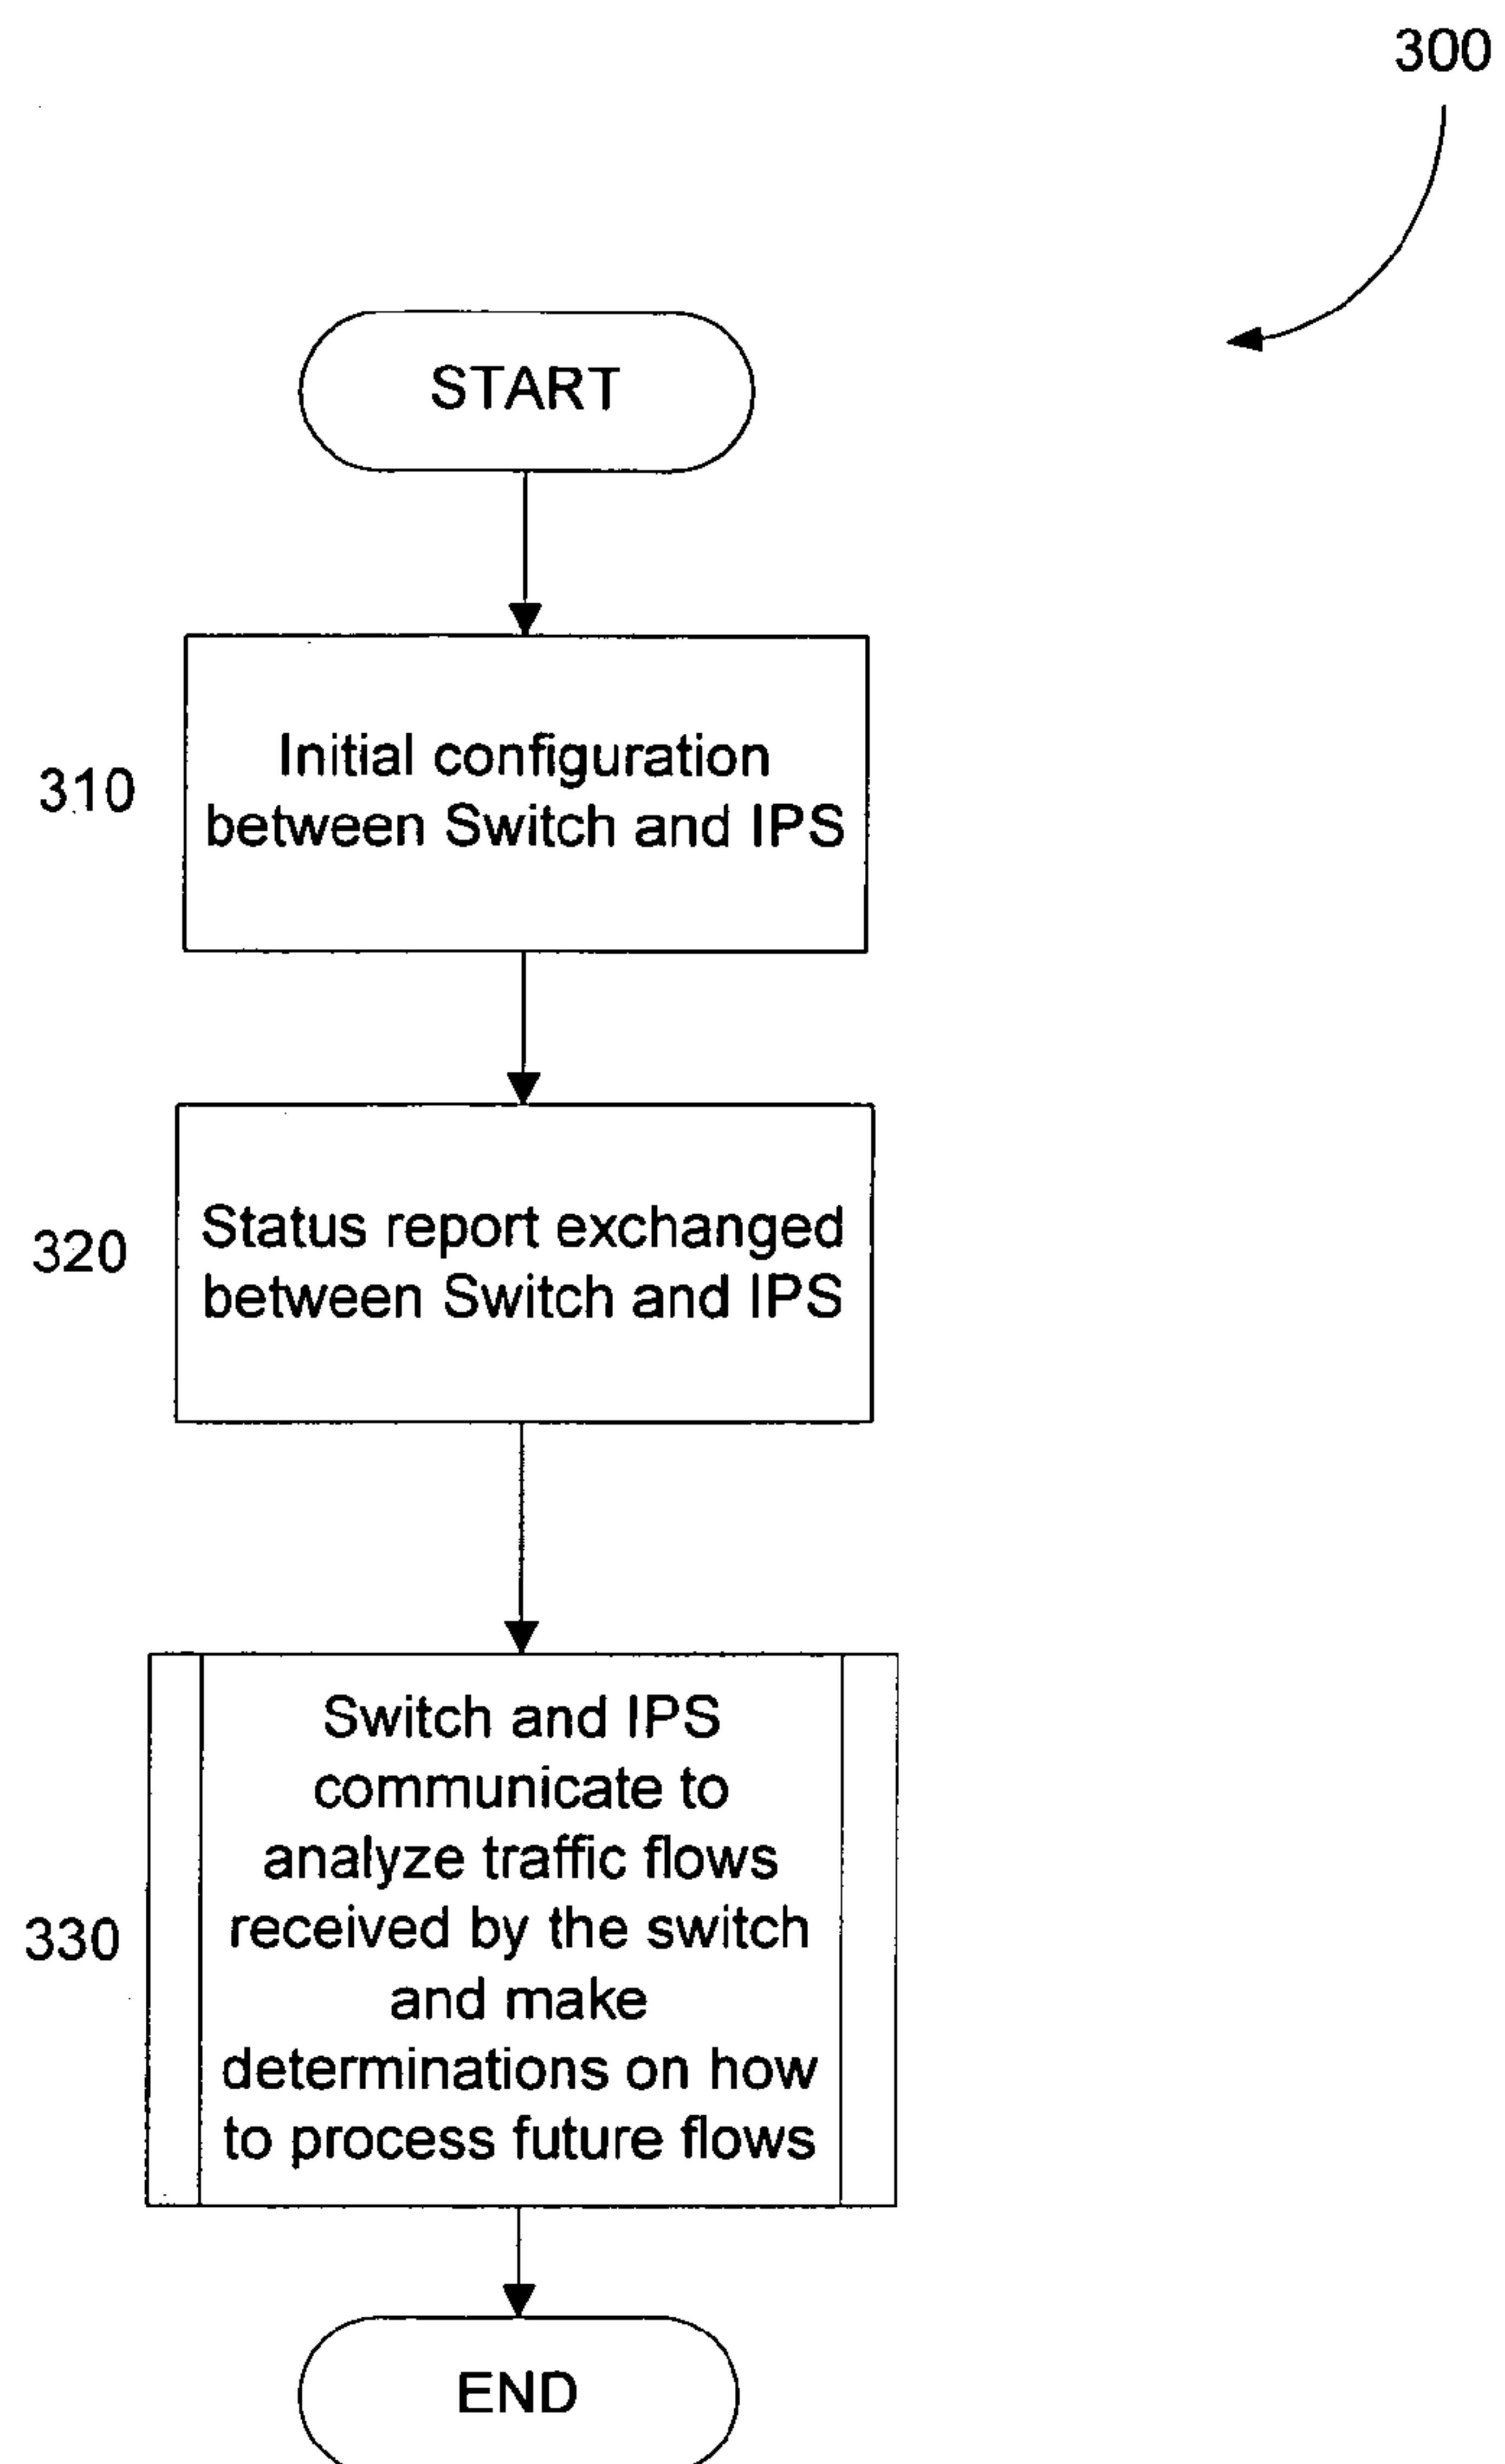 300
START
310
Initial configuration
between Switch and IPS
320
Status report exchanged
between Switch and IPS
330
Switch and IPS
communicate to
analyze traffic flows
received by the switch
and make
determinations on how
to process future flows
END